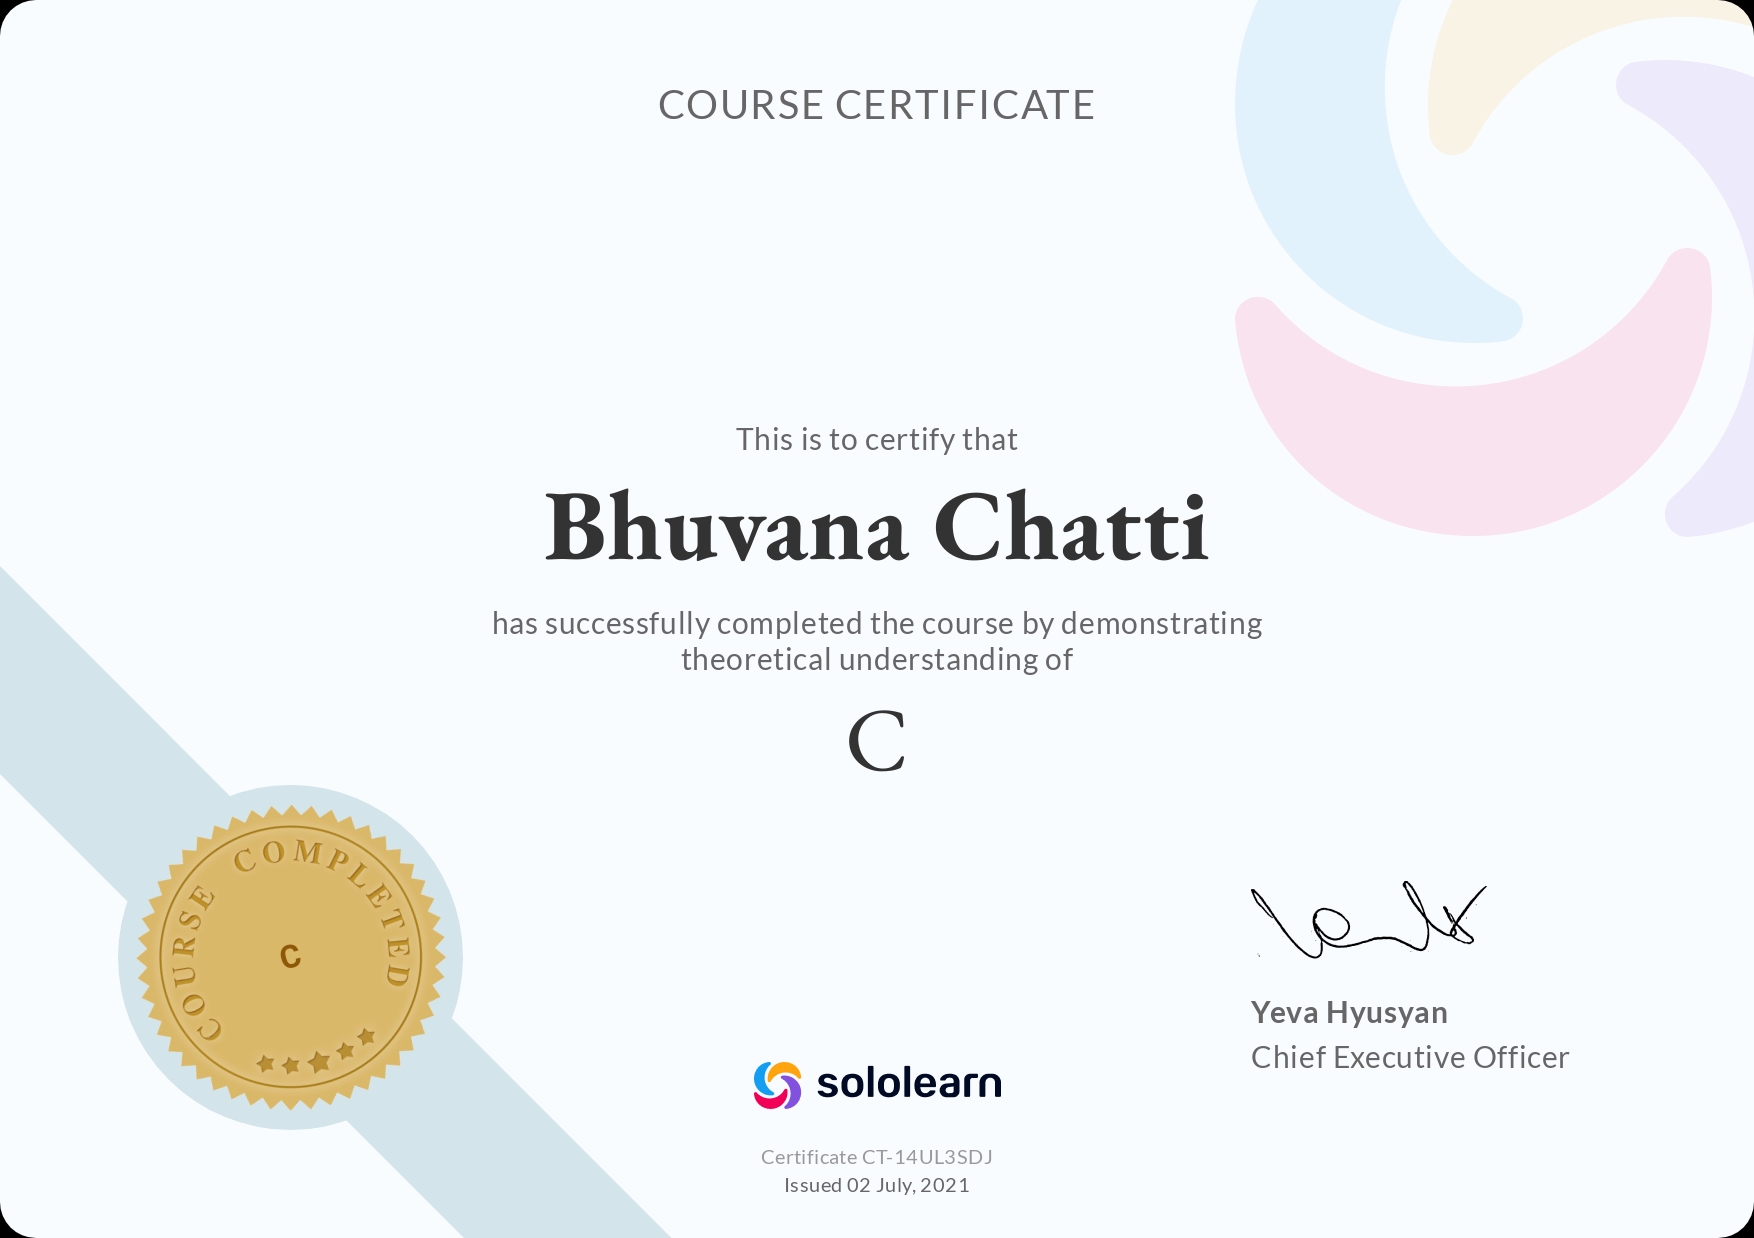 COURSE CERTIFICATE
This is to certify that
Bhuvana Chatti
has successfully completed the course by demonstrating
theoretical understanding of
C
COURSE COMPLETED
C
Yeva Hyusyan
Chief Executive Officer
sololearn
Certificate CT-14UL3SDJ
Issued 02 July, 2021